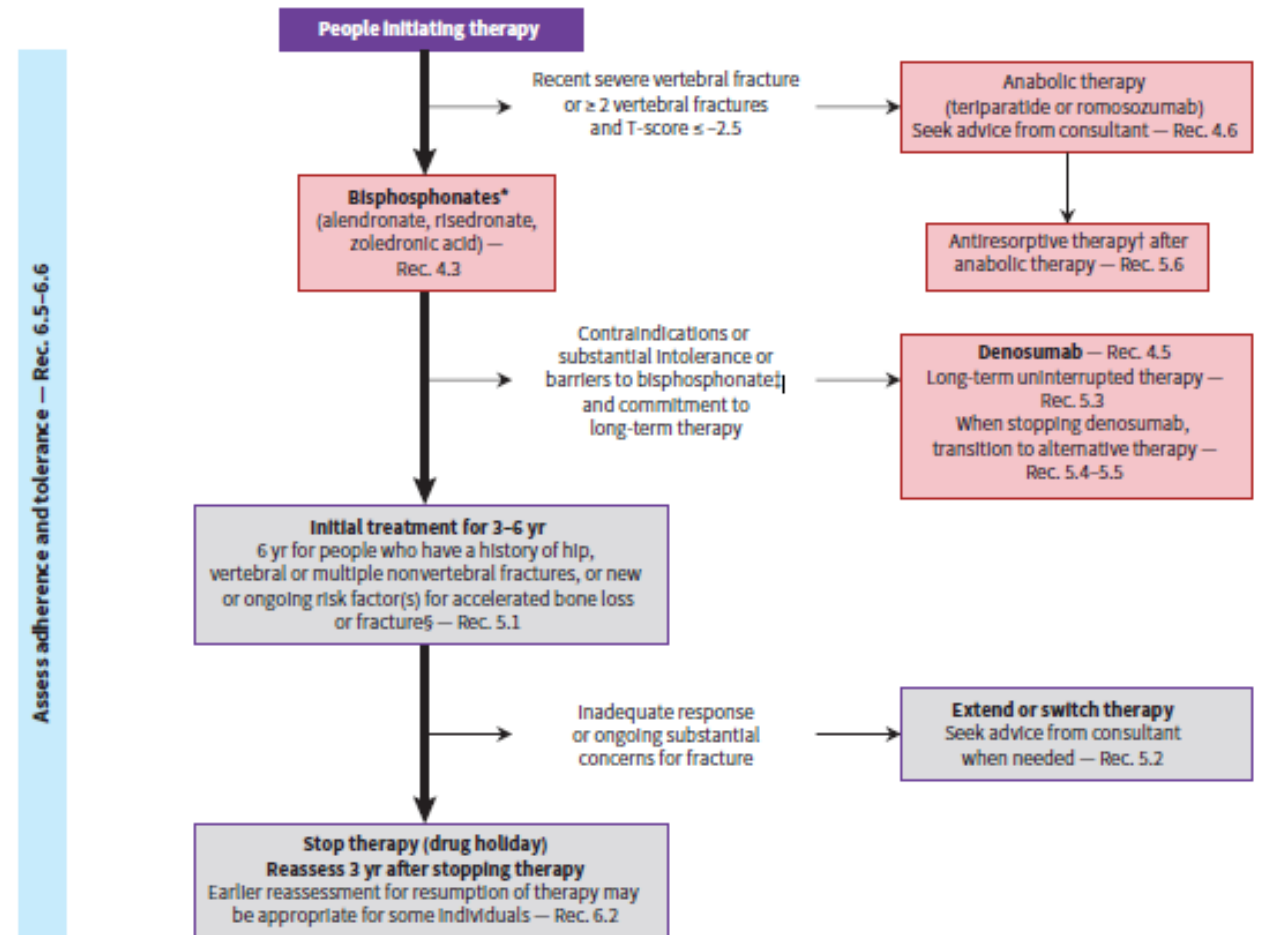 People initiating therapy
Recent severe vertebral fracture
or ≥ 2 vertebral fractures
and T-score ≤ –2.5
Anabolic therapy
(teriparatide or romosozumab)
Seek advice from consultant — Rec. 4.6
Bisphosphonates*
(alendronate, risedronate,
zoledronic acid) —
Rec. 4.3
Antiresorptive therapy† after
anabolic therapy — Rec. 5.6
Contraindications or
substantial intolerance or
barriers to bisphosphonate‡
and commitment to
long-term therapy
Denosumab — Rec. 4.5
Long-term uninterrupted therapy —
Rec. 5.3
When stopping denosumab,
transition to alternative therapy —
Rec. 5.4–5.5
Assess adherence and tolerance — Rec. 6.5–6.6
Initial treatment for 3–6 yr
6 yr for people who have a history of hip,
vertebral or multiple nonvertebral fractures, or new
or ongoing risk factor(s) for accelerated bone loss
or fracture§ — Rec. 5.1
Inadequate response
or ongoing substantial
concerns for fracture
Extend or switch therapy
Seek advice from consultant
when needed — Rec. 5.2
Stop therapy (drug holiday)
Reassess 3 yr after stopping therapy
Earlier reassessment for resumption of therapy may
be appropriate for some individuals — Rec. 6.2